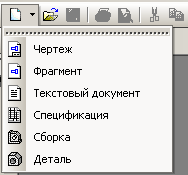 Чертеж
Фрагмент
Текстовый документ
Спецификация
Сборка
Деталь